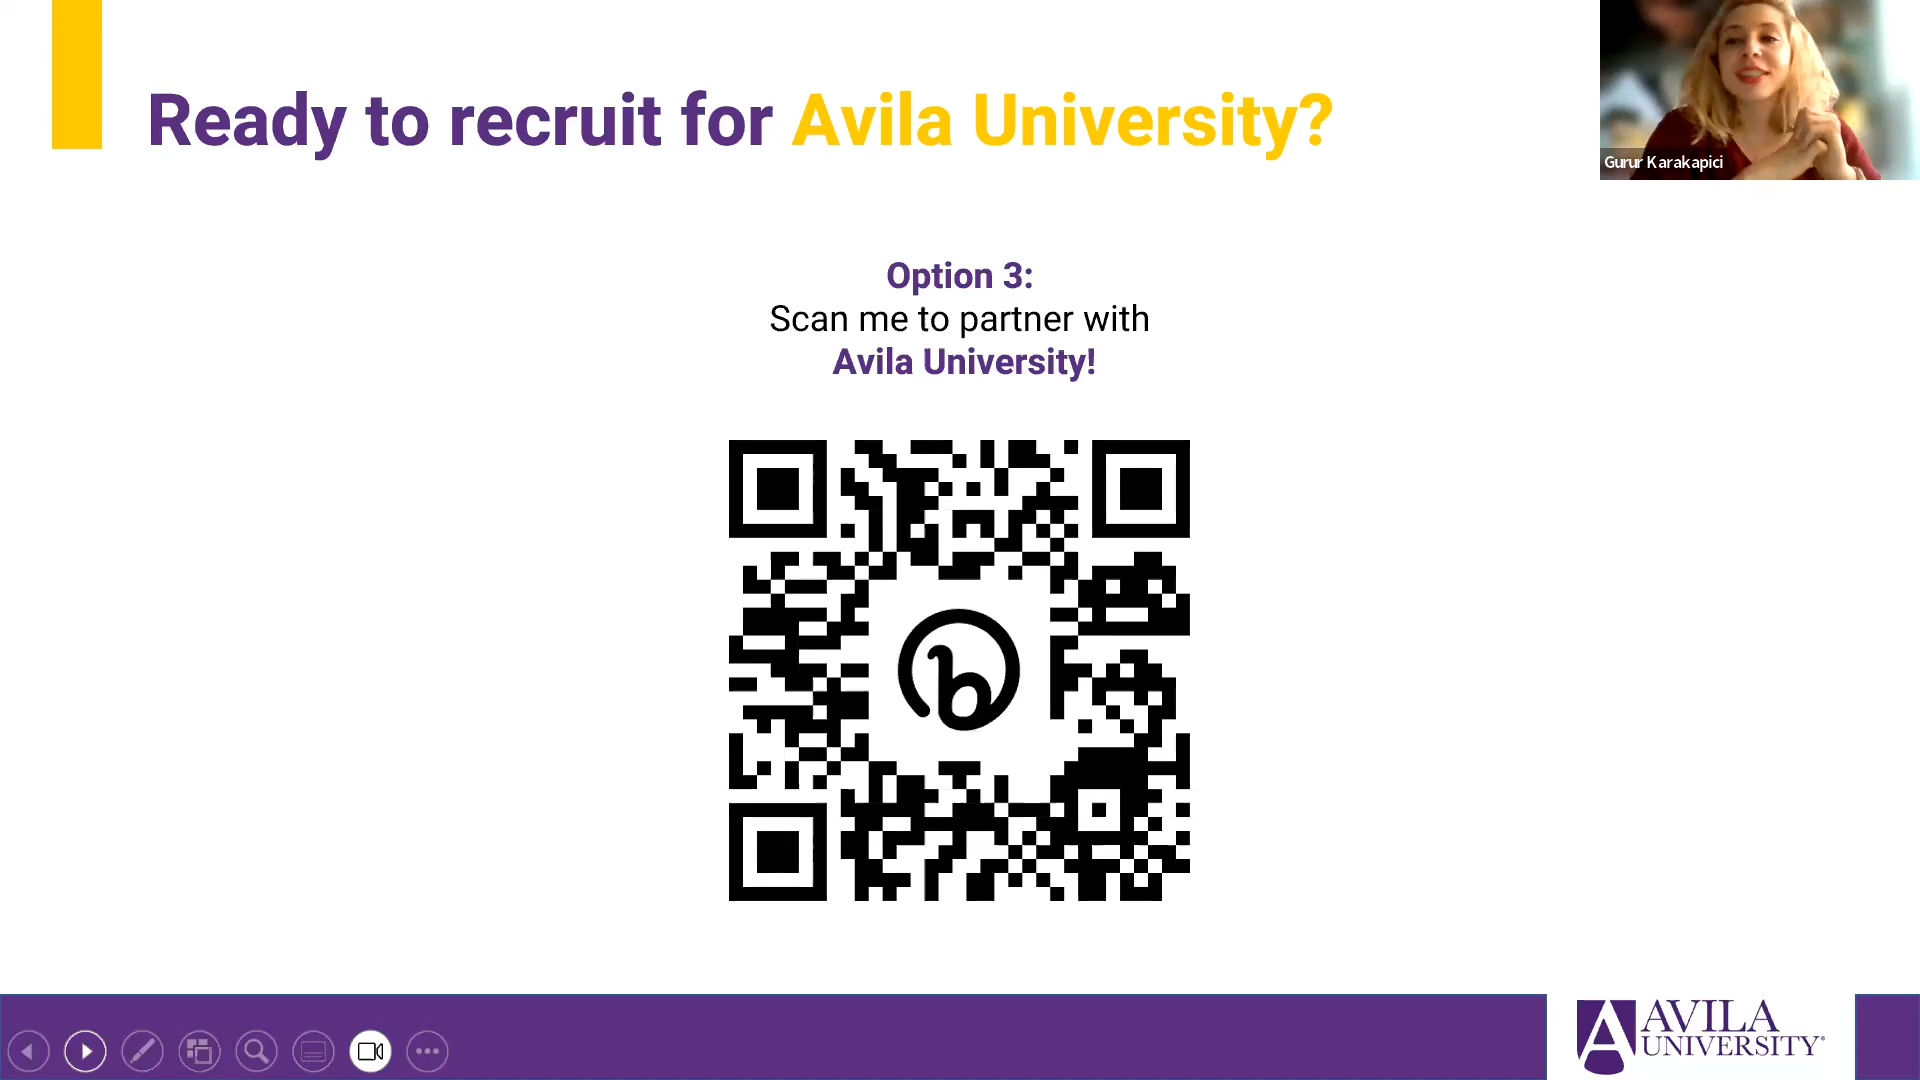 Ready to recruit for Avila University?
Gurur Karakapici
Option 3:
Scan me to partner with
Avila University!
b
AVILA
UNIVERSITY®